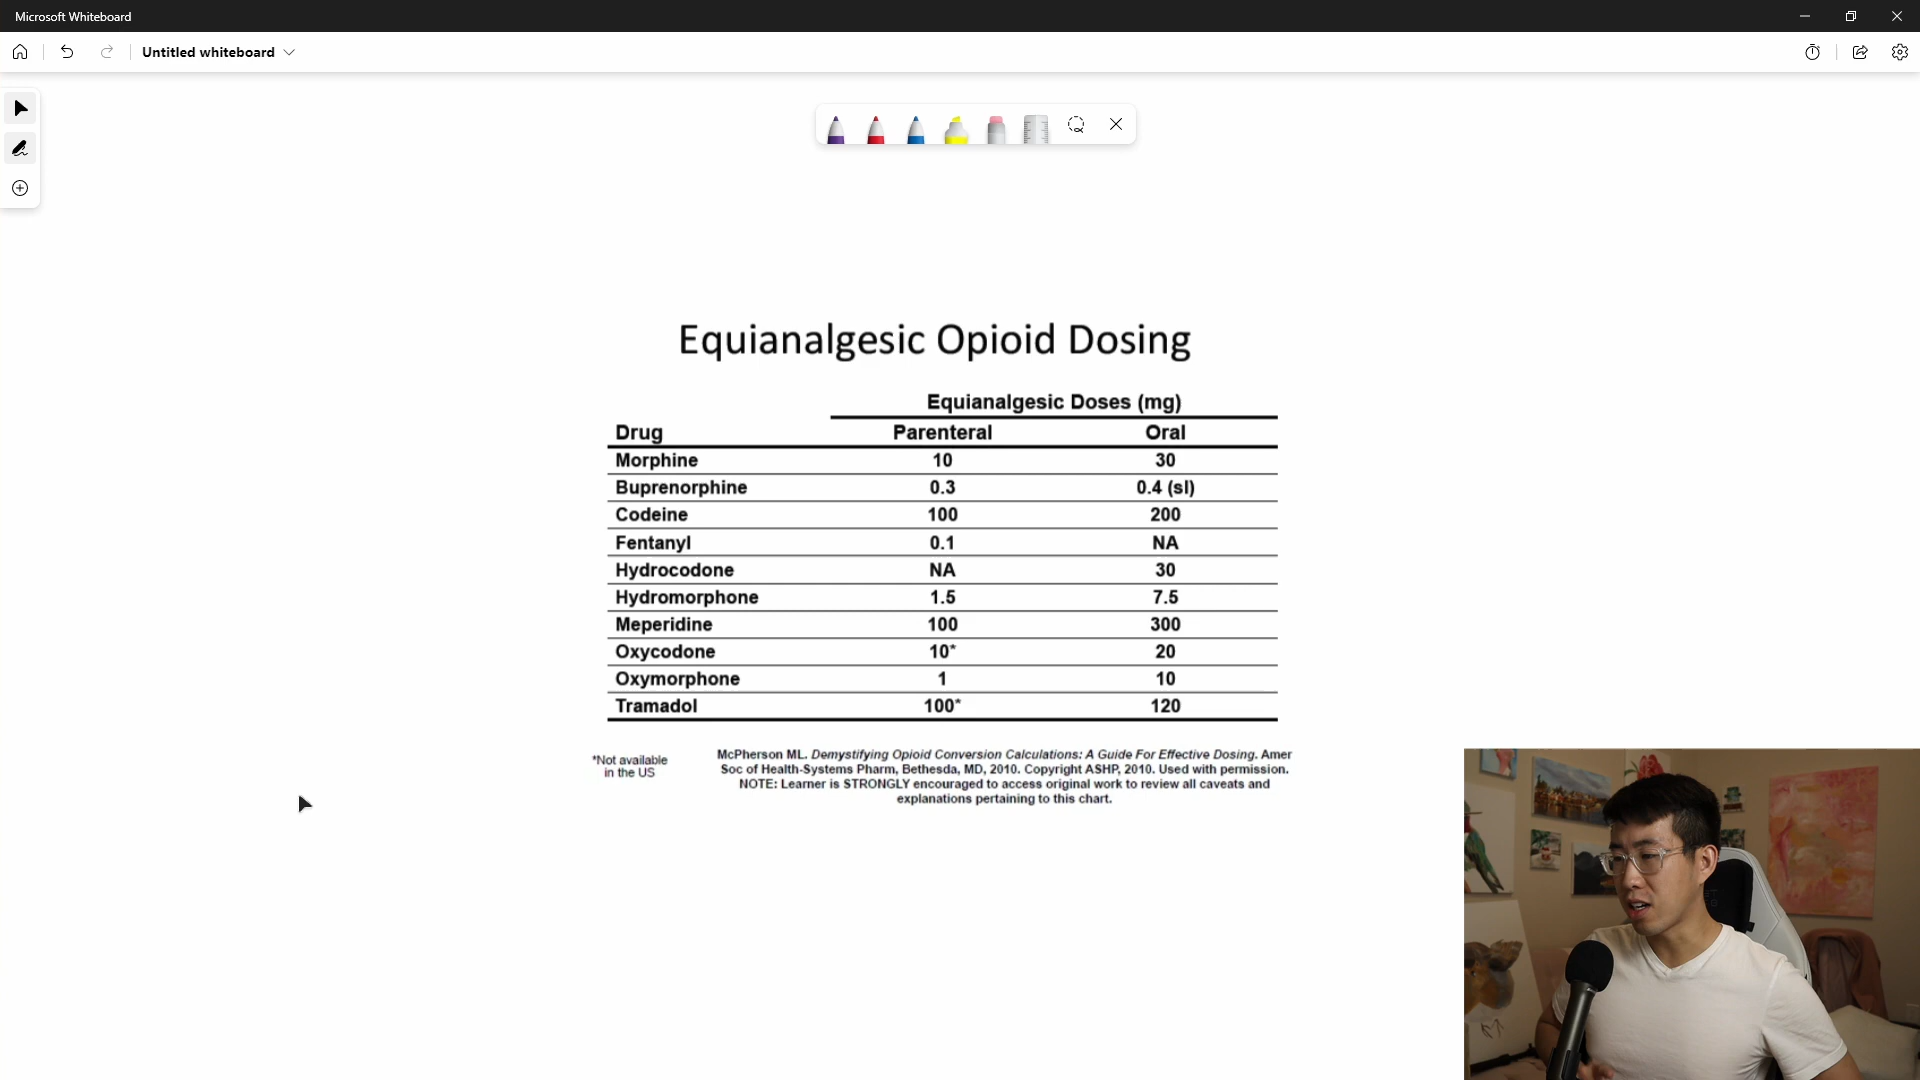 Microsoft Whiteboard
Untitled whiteboard
Equianalgesic Opioid Dosing
Equianalgesic Doses (mg)
Drug Parenteral Oral
Morphine 10 30
Buprenorphine 0.3 0.4 (sl)
Codeine 100 200
Fentanyl 0.1 NA
Hydrocodone NA 30
Hydromorphone 1.5 7.5
Meperidine 100 300
Oxycodone 10* 20
Oxymorphone 1 10
Tramadol 100* 120
*Not available
in the US
McPherson ML. Demystifying Opioid Conversion Calculations: A Guide For Effective Dosing. Amer
Soc of Health-Systems Pharm, Bethesda, MD, 2010. Copyright ASHP, 2010. Used with permission.
NOTE: Learner is STRONGLY encouraged to access original work to review all caveats and
explanations pertaining to this chart.